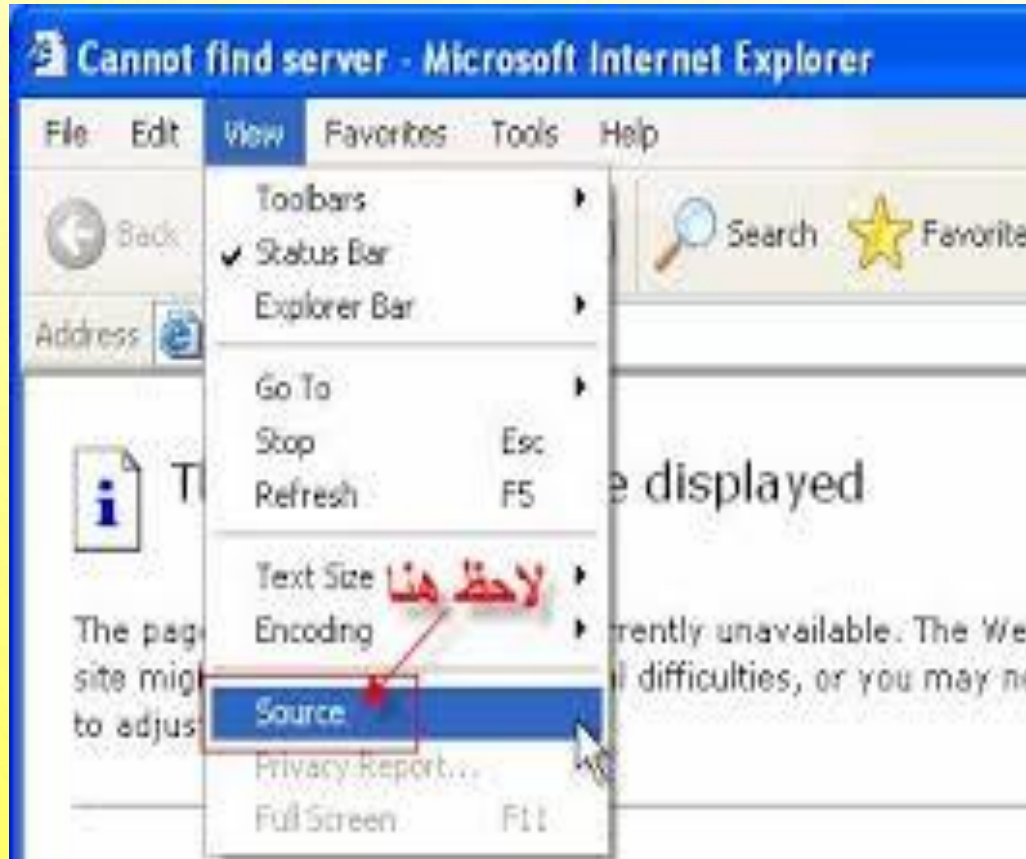 Cannot find server - Microsoft Internet Explorer
File Edit View Favorites Tools Help
Back Search Favorite
Address
Toolbars
Status Bar
Explorer Bar
Go To
Stop Esc
Refresh F5
Text Size لاحظ هنا
Encoding
Source
Privacy Report...
Full Screen F11
displayed
The pag rently unavailable. The We
site mig difficulties, or you may
to adjus